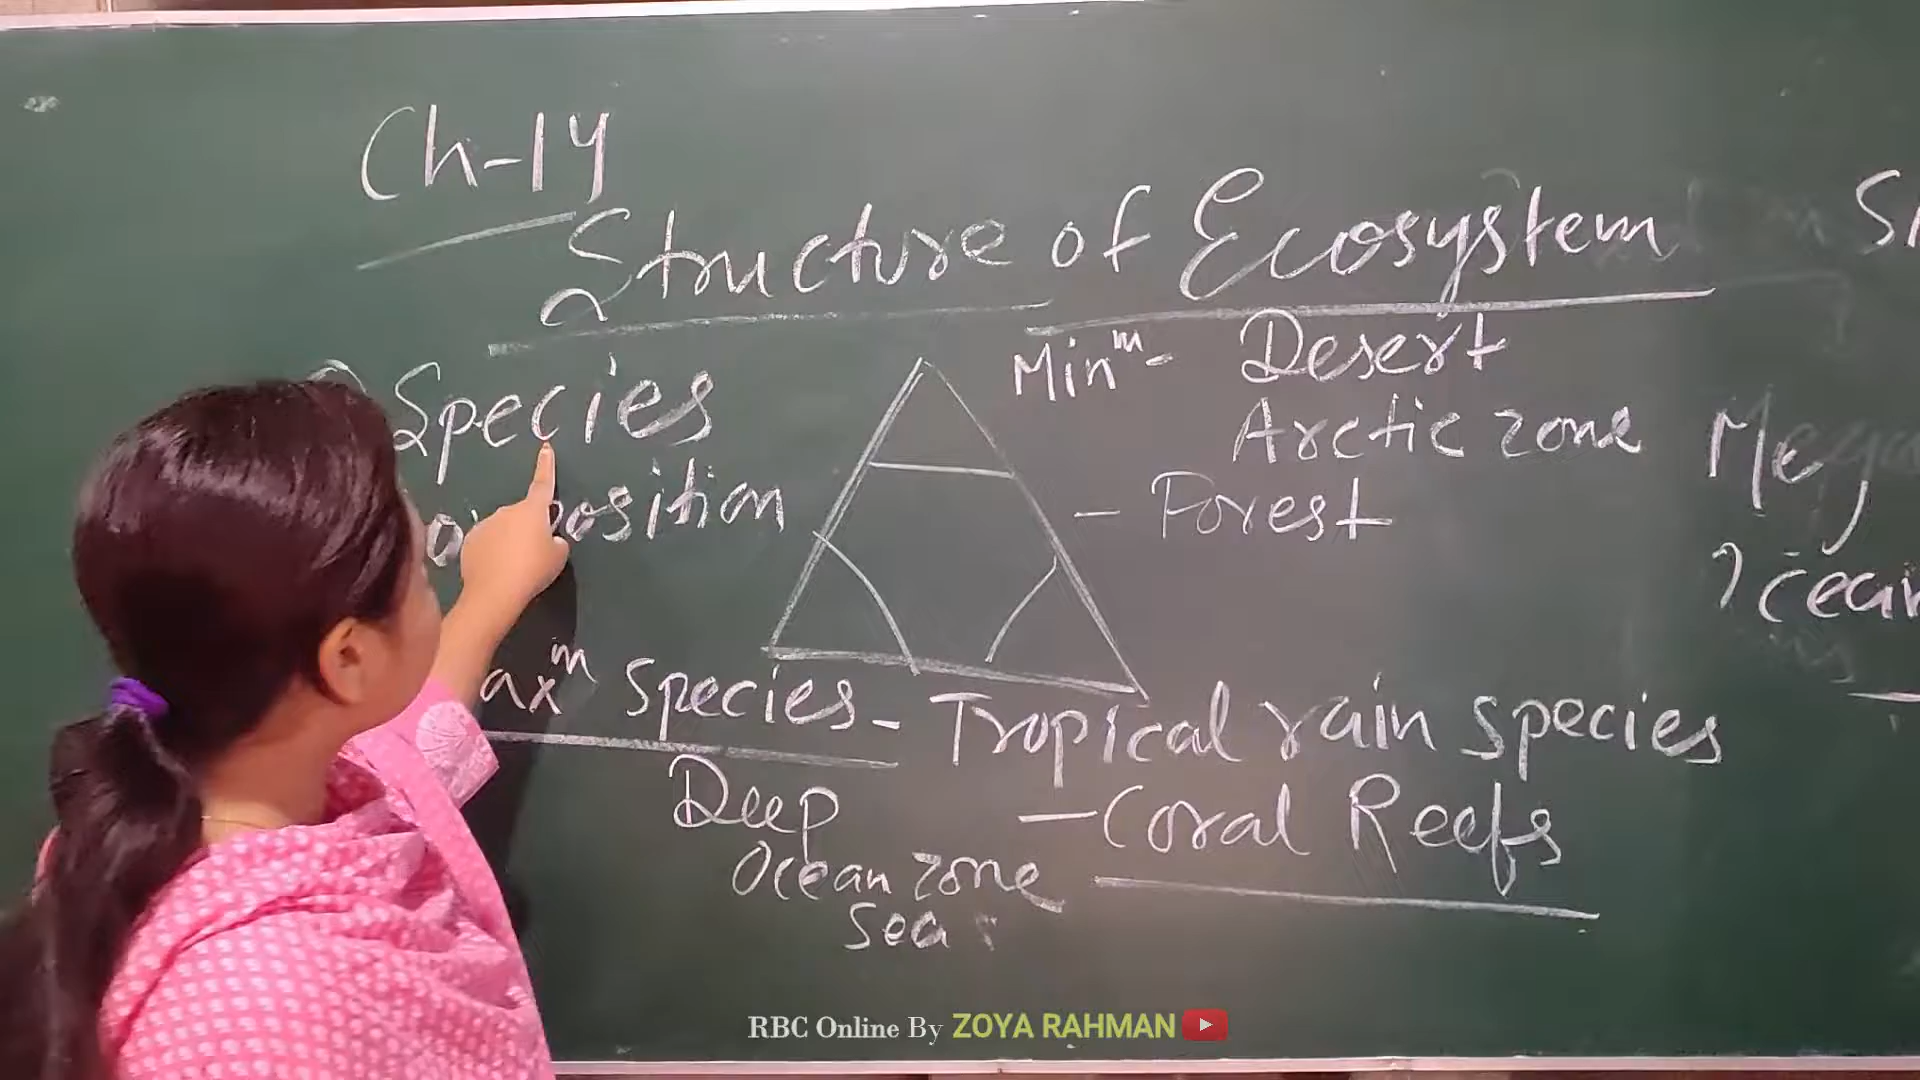 Ch-14
Structure of Ecosystem
Species
Minᵐ- Desert
Arctic zone
- Forest
axᵐ Species - Tropical rain species
Deep - Coral Reefs
Ocean zone
Sea
RBC Online By ZOYA RAHMAN